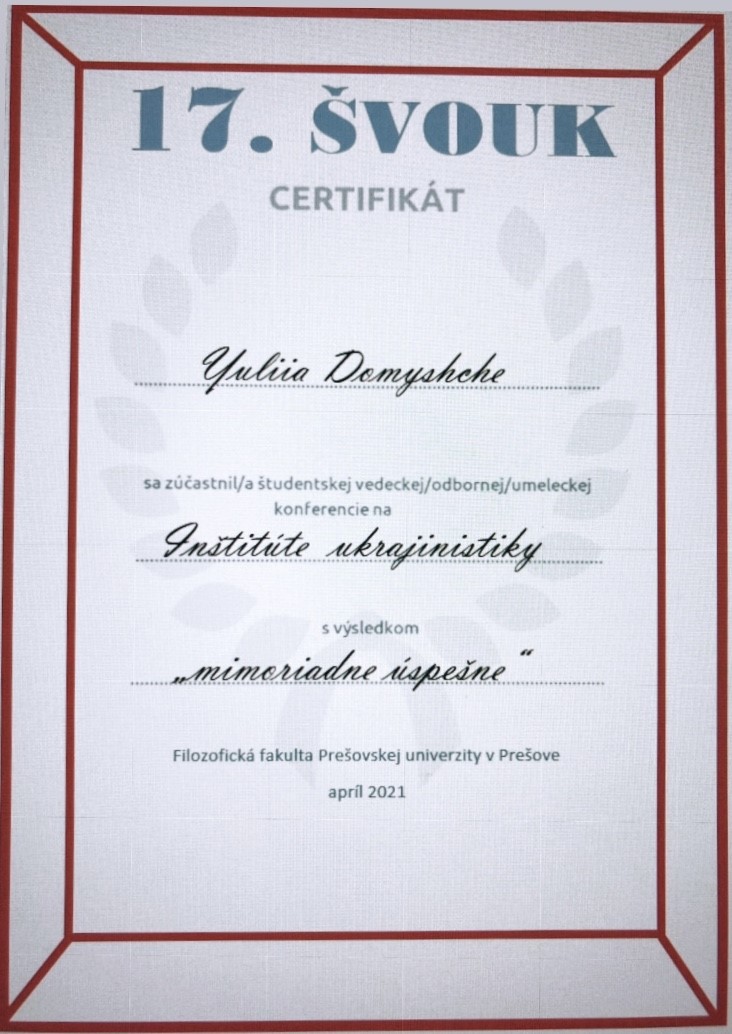 17. ŠVOUK
CERTIFIKÁT
Yuliia Domyshche
sa zúčastnil/a študentskej vedeckej/odbornej/umeleckej
konferencie na
Inštitúte ukrajinistiky
s výsledkom
„mimoriadne úspešne“
Filozofická fakulta Prešovskej univerzity v Prešove
apríl 2021